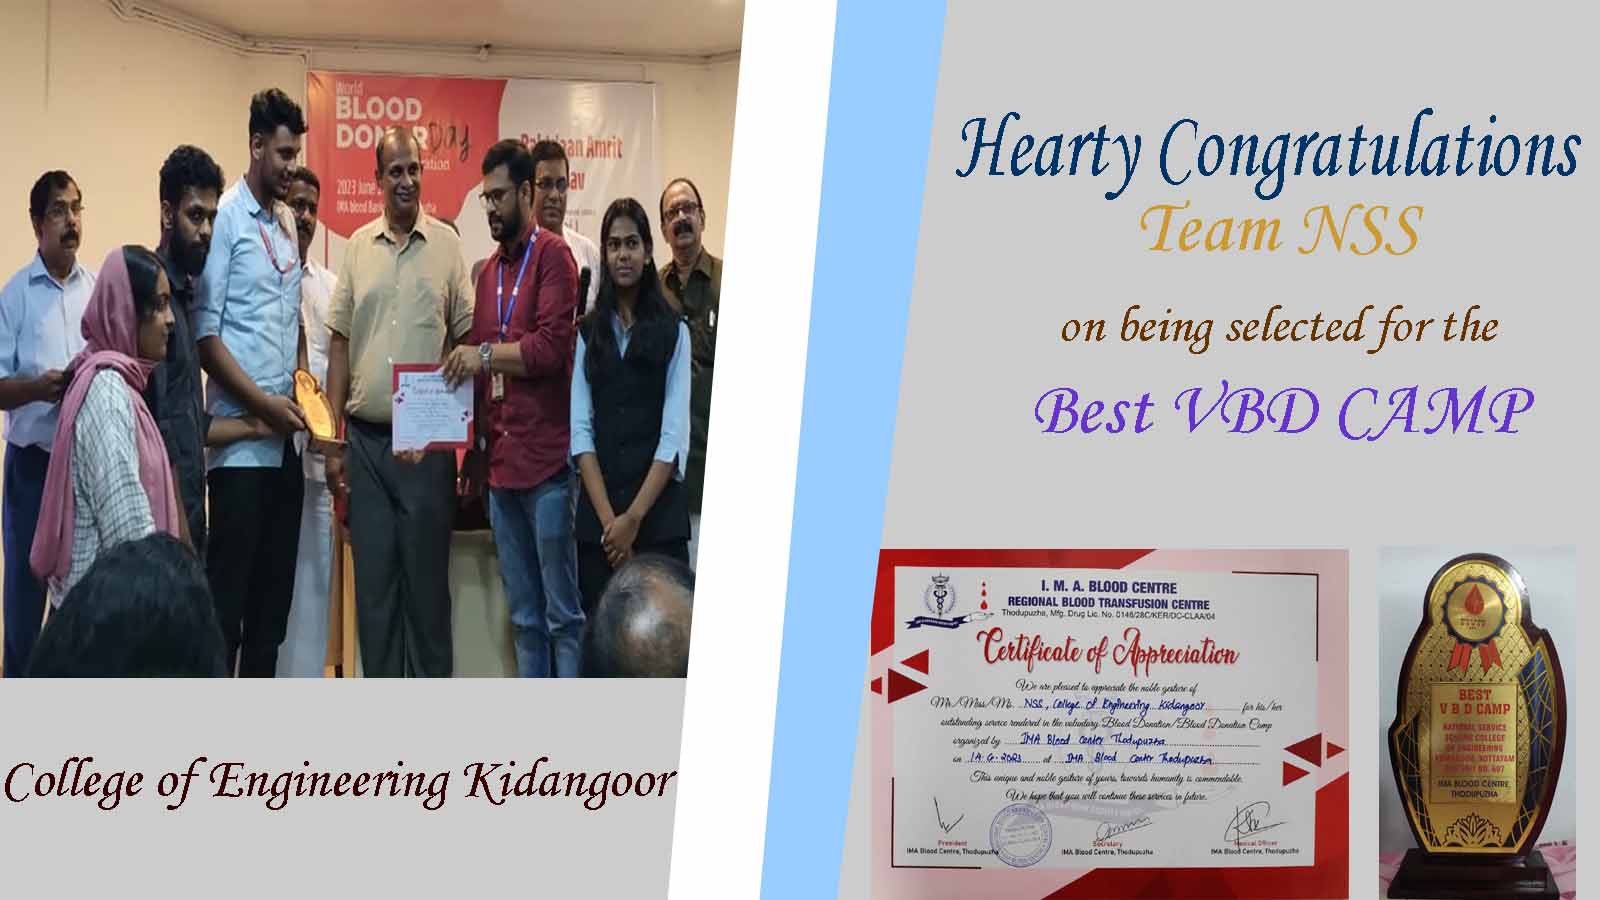 World
BLOOD
DONOR Day
2023 June
IMA blood Bank
Amrit
Hearty Congratulations
Team NSS
on being selected for the
Best VBD CAMP
College of Engineering Kidangoor
I. M. A. BLOOD CENTRE
REGIONAL BLOOD TRANSFUSION CENTRE
Thodupuzha, Mfg. Drug Lic. No. 0146/28C/KER/DC-CLAA/04
Certificate of Appreciation
We are pleased to appreciate the noble gesture of
Mr./Miss/Ms. NSS, College of Engineering Kidangoor for his/her
outstanding service rendered in the voluntary Blood Donation/Blood Donation Camp
organized by IMA Blood Center Thodupuzha
on 14-6-2023 at IMA Blood Center Thodupuzha
This unique and noble gesture of yours, towards humanity is commendable.
We hope that you will continue these services in future.
President
IMA Blood Centre, Thodupuzha
Secretary
IMA Blood Centre, Thodupuzha
Medical Officer
IMA Blood Centre, Thodupuzha
BEST
V B D CAMP
NATIONAL SERVICE
SCHEME COLLEGE
OF ENGINEERING
KIDANGOOR, KOTTAYAM
NSS UNIT NO. 607
IMA BLOOD CENTRE
THODUPUZHA